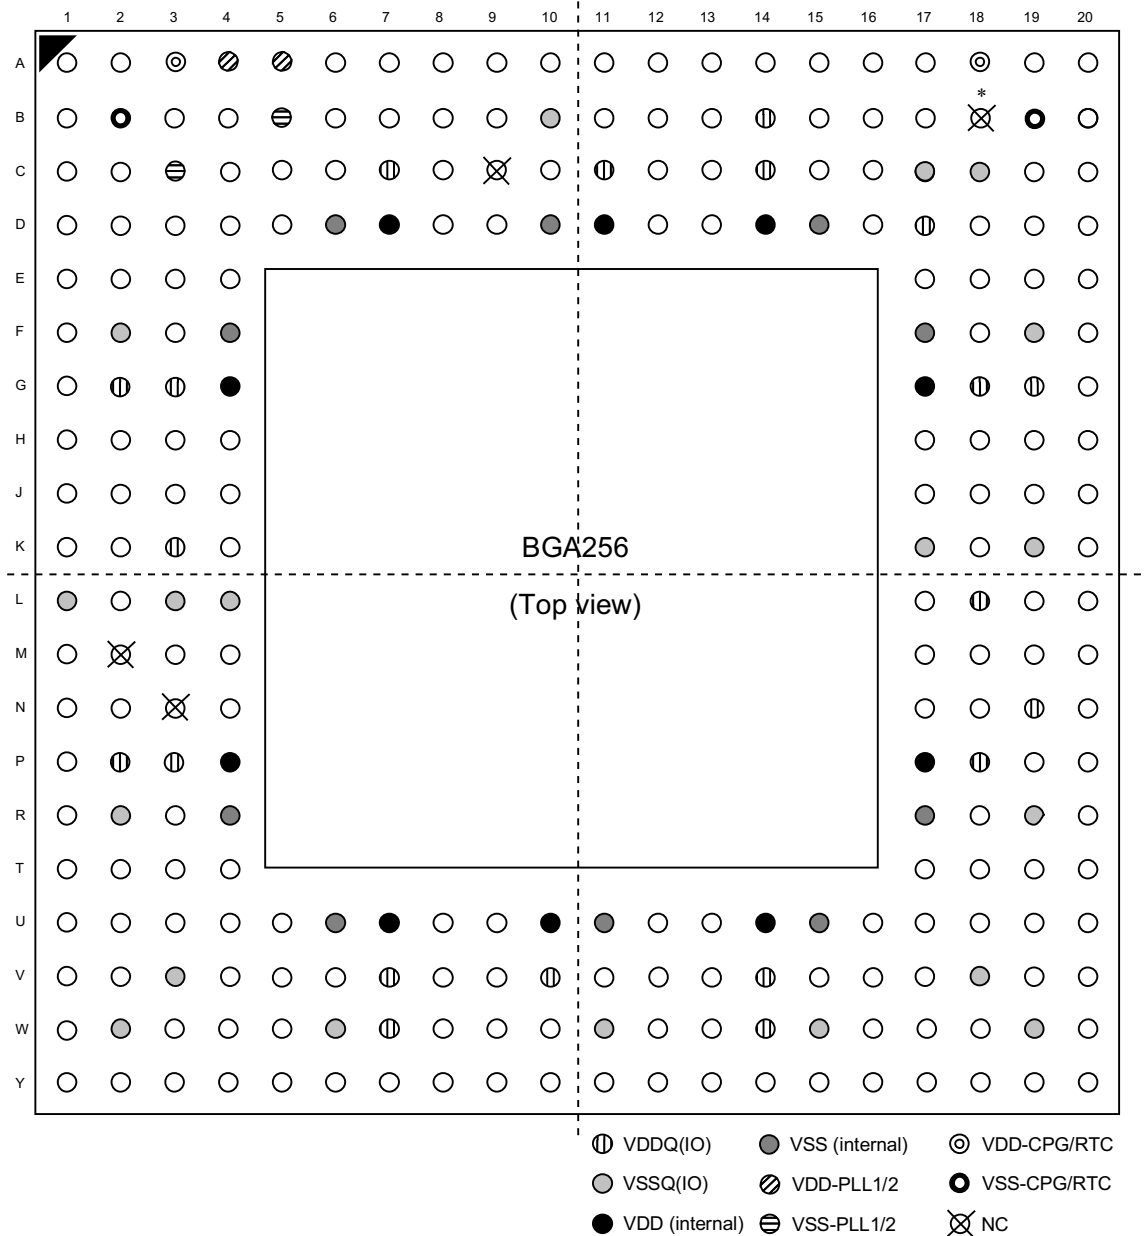 1 2 3 4 5 6 7 8 9 10 11 12 13 14 15 16 17 18 19 20
A
*
B
C
D
E
F
G
H
J
K
BGA256
L
(Top view)
M
N
P
R
T
U
V
W
Y
VDDQ(IO) VSS (internal) VDD-CPG/RTC
VSSQ(IO) VDD-PLL1/2 VSS-CPG/RTC
VDD (internal) VSS-PLL1/2 NC